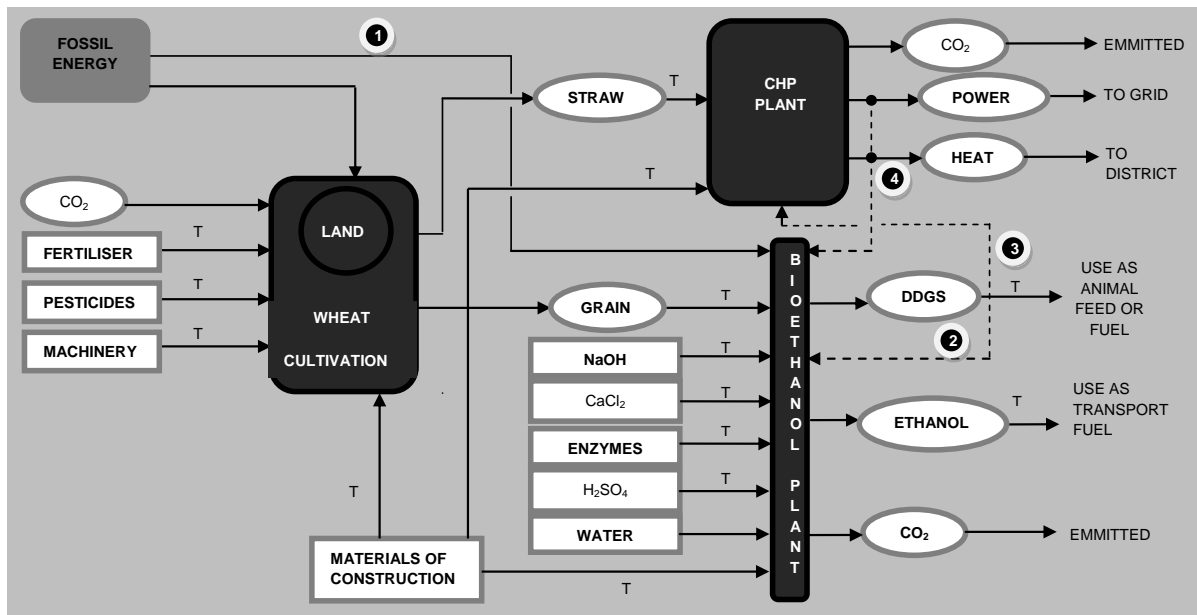 FOSSIL
ENERGY
1
CO₂
FERTILISER
PESTICIDES
MACHINERY
T
T
T
LAND
WHEAT
CULTIVATION
T
MATERIALS OF
CONSTRUCTION
STRAW
T
T
CHP
PLANT
CO₂
EMMITTED
POWER
TO GRID
HEAT
TO
DISTRICT
4
3
GRAIN
T
NaOH
T
CaCl₂
T
ENZYMES
T
H₂SO₄
T
WATER
T
BIOETHANOL PLANT
DDGS
T
USE AS
ANIMAL
FEED OR
FUEL
2
ETHANOL
T
USE AS
TRANSPORT
FUEL
CO₂
EMMITTED